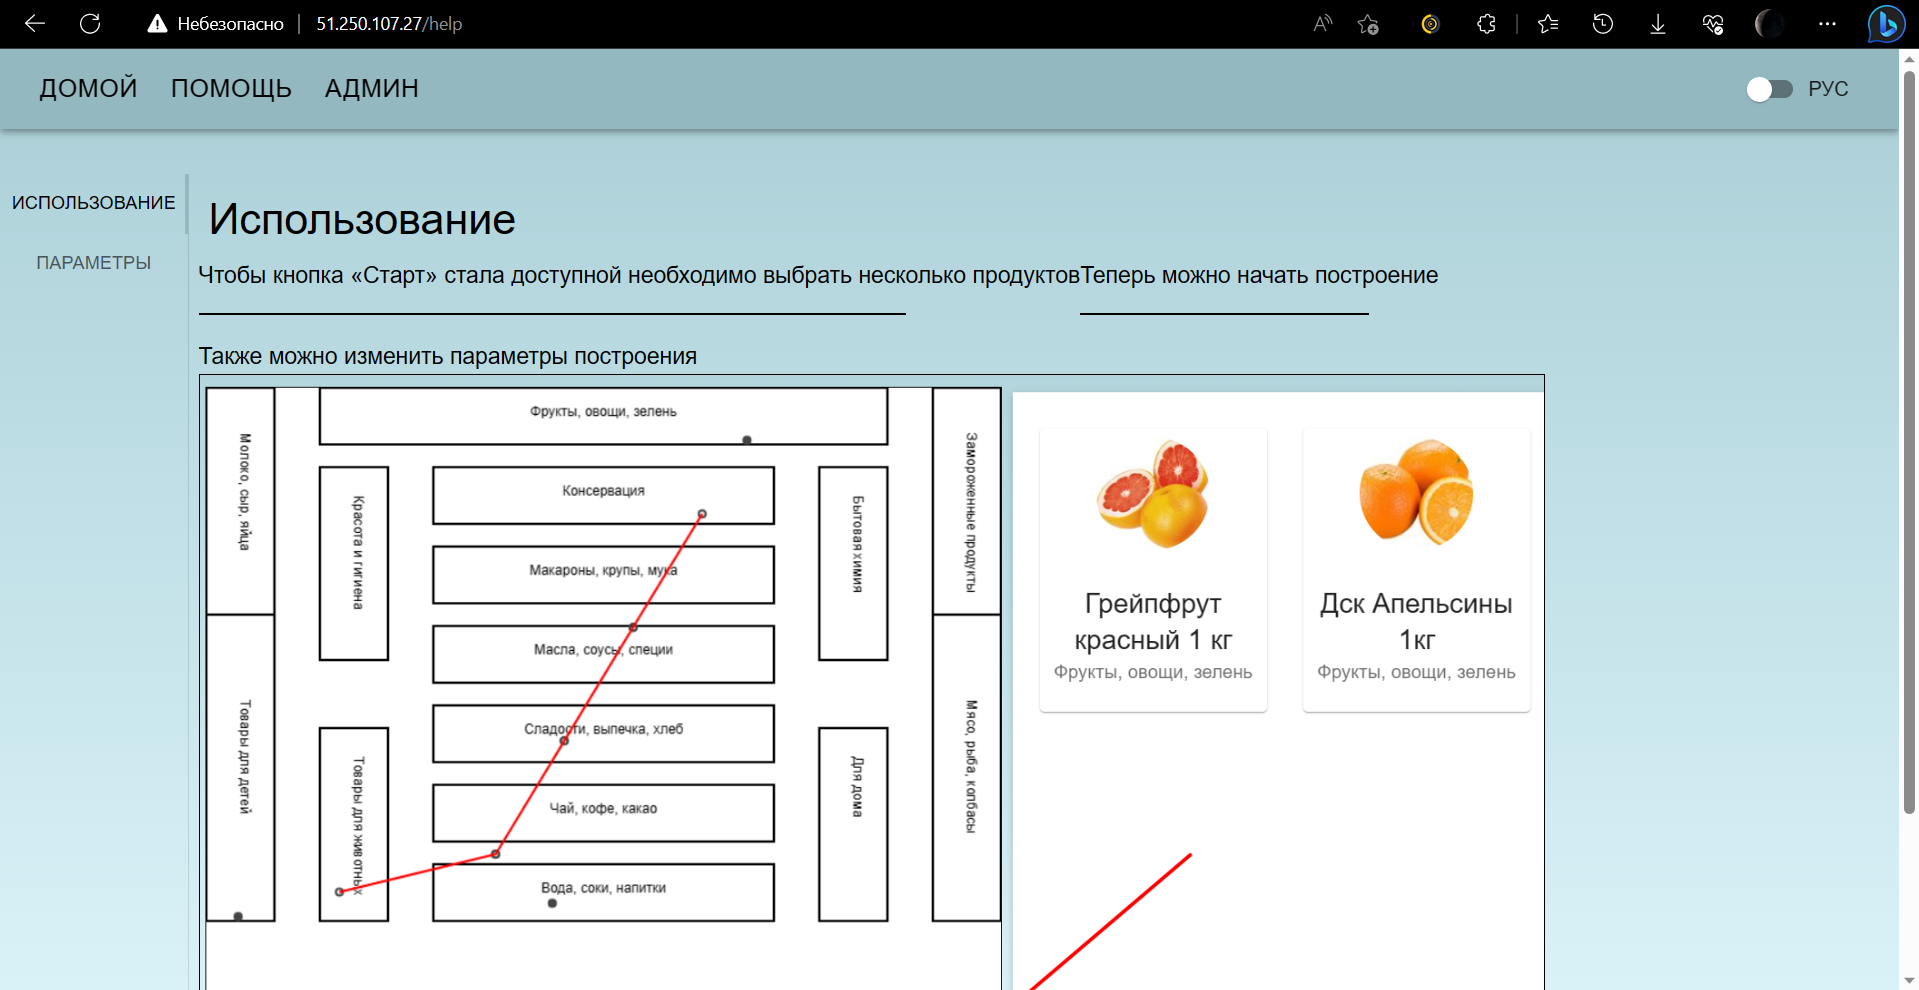 Небезопасно 51.250.107.27/help
ДОМОЙ ПОМОЩЬ АДМИН РУС
ИСПОЛЬЗОВАНИЕ
ПАРАМЕТРЫ
Использование
Чтобы кнопка «Старт» стала доступной необходимо выбрать несколько продуктовТеперь можно начать построение
Также можно изменить параметры построения
Фрукты, овощи, зелень
Молоко, сыр, яйца
Красота и гигиена
Консервация
Бытовая химия
Замороженные продукты
Макароны, крупы, мука
Масла, соусы, специи
Сладости, выпечка, хлеб
Товары для детей
Товары для животных
Чай, кофе, какао
Для дома
Мясо, рыба, колбасы
Вода, соки, напитки
Грейпфрут
красный 1 кг
Фрукты, овощи, зелень
Дск Апельсины
1кг
Фрукты, овощи, зелень